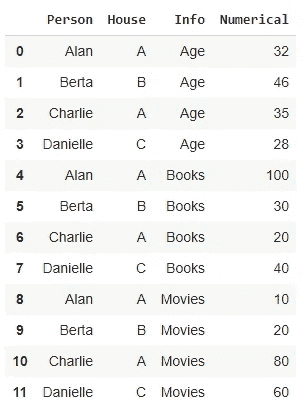 Person House Info Numerical
0 Alan A Age 32
1 Berta B Age 46
2 Charlie A Age 35
3 Danielle C Age 28
4 Alan A Books 100
5 Berta B Books 30
6 Charlie A Books 20
7 Danielle C Books 40
8 Alan A Movies 10
9 Berta B Movies 20
10 Charlie A Movies 80
11 Danielle C Movies 60